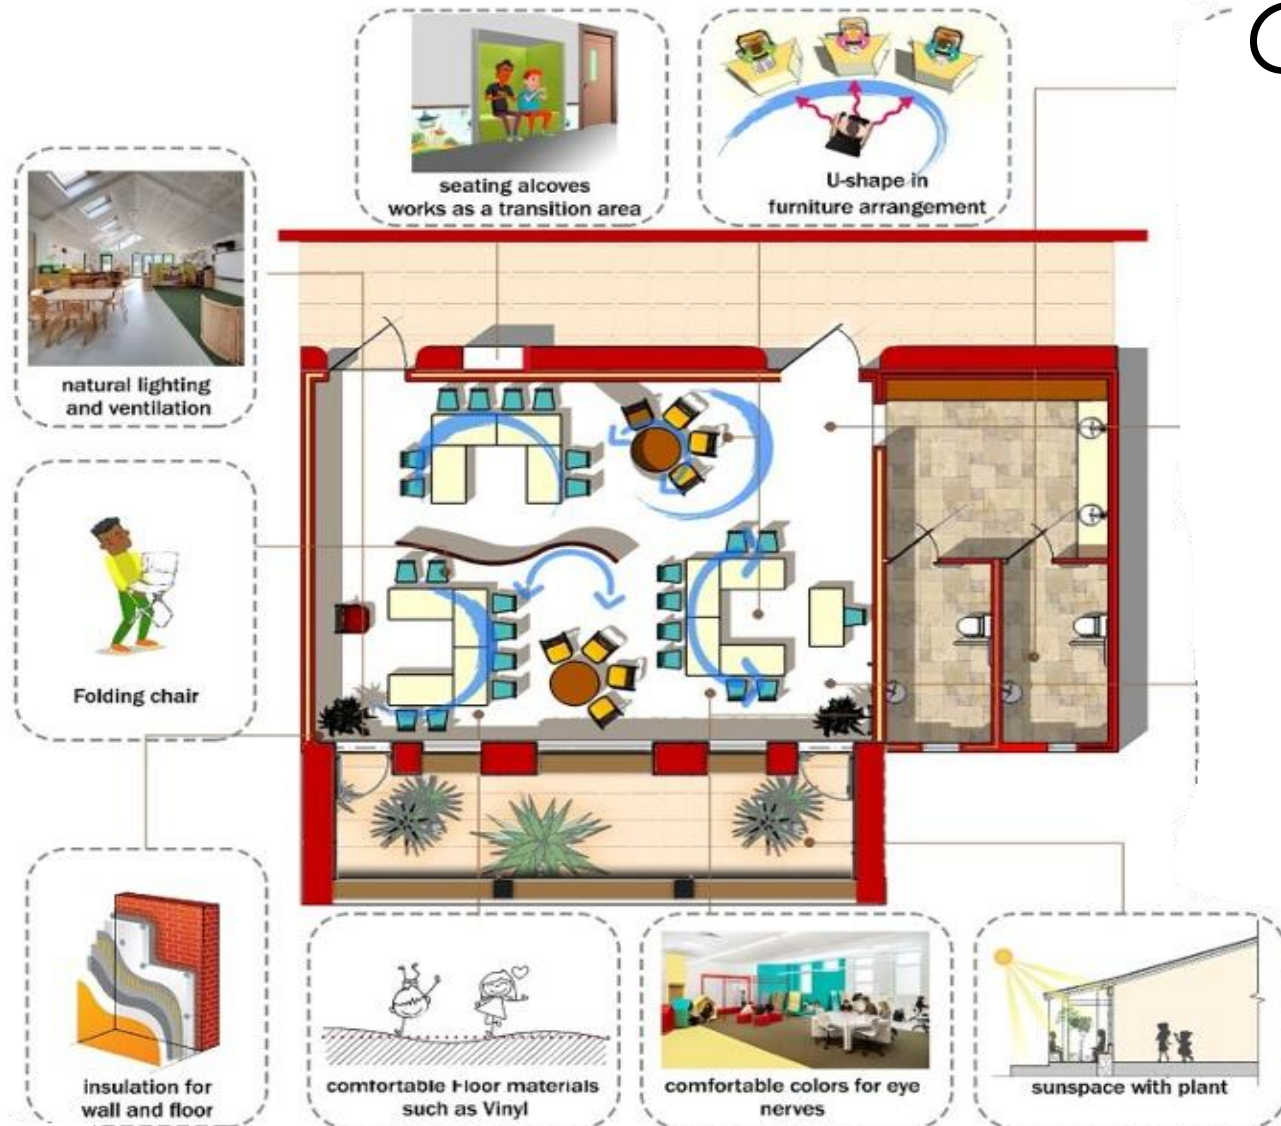 seating alcoves
works as a transition area
U-shape in
furniture arrangement
natural lighting
and ventilation
Folding chair
insulation for
wall and floor
comfortable Floor materials
such as Vinyl
comfortable colors for eye
nerves
sunspace with plant